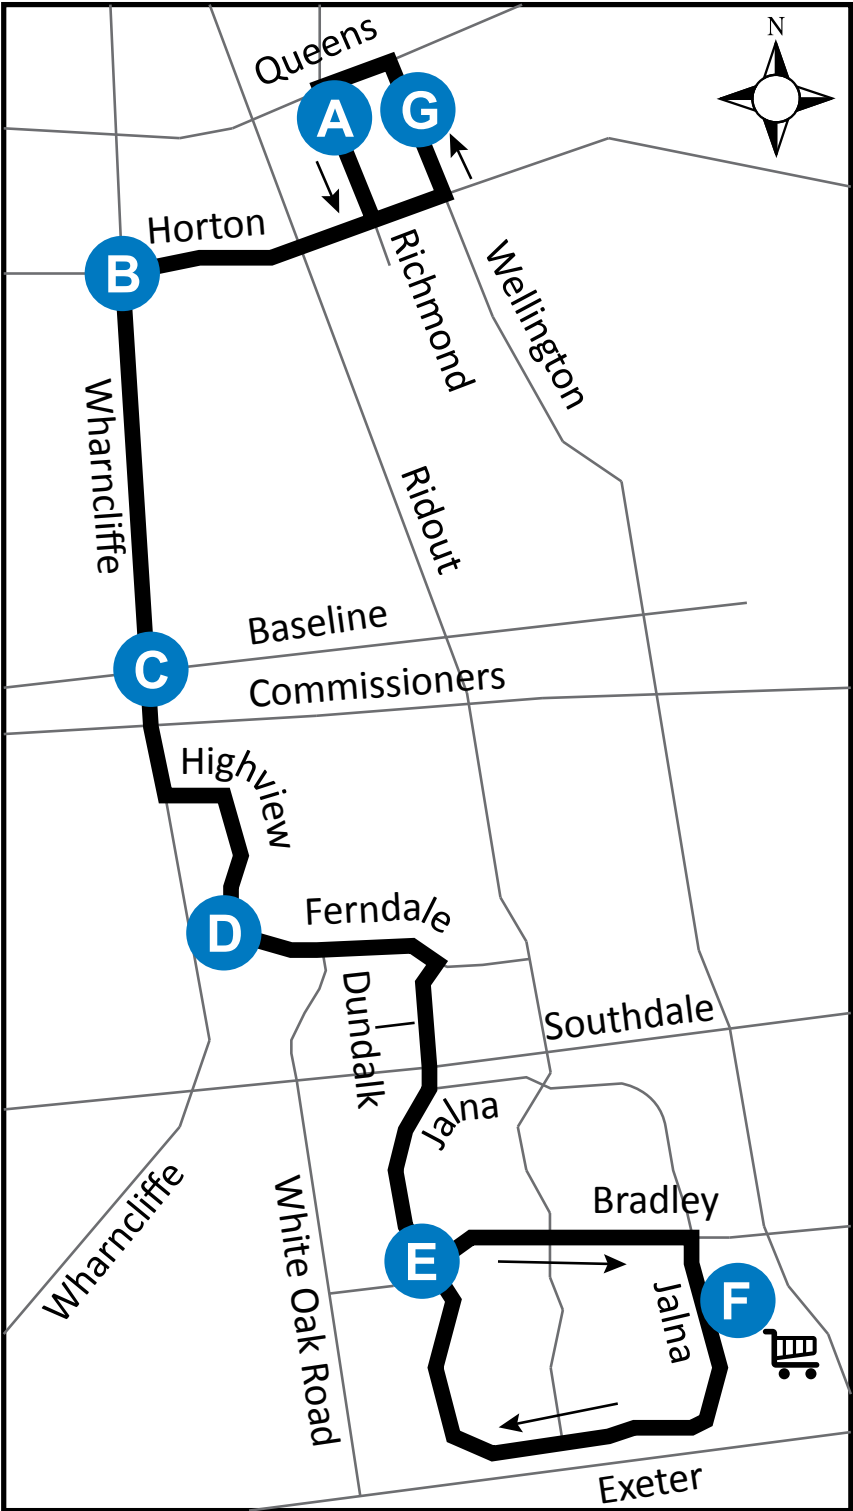 N
Queens
A
G
Horton
B
Richmond
Wellington
Wharncliffe
Ridout
Baseline
C
Commissioners
Highview
D
Ferndale
Dundalk
Southdale
Jalna
Wharncliffe
White Oak Road
Bradley
E
Jalna
F
Exeter